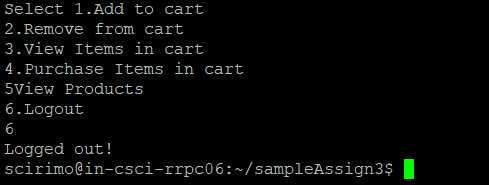 Select 1.Add to cart
2.Remove from cart
3.View Items in cart
4.Purchase Items in cart
5View Products
6.Logout
6
Logged out!
scirimo@in-csci-rrpc06:~/sampleAssign3$